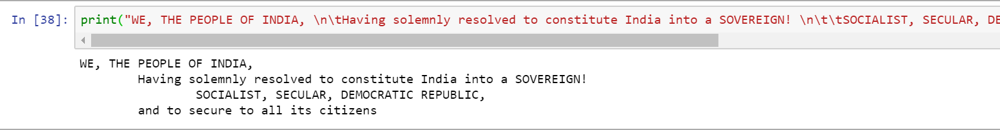 In [38]: print("WE, THE PEOPLE OF INDIA, \n\tHaving solemnly resolved to constitute India into a SOVEREIGN! \n\t\tSOCIALIST, SECULAR, DE
WE, THE PEOPLE OF INDIA,
Having solemnly resolved to constitute India into a SOVEREIGN!
SOCIALIST, SECULAR, DEMOCRATIC REPUBLIC,
and to secure to all its citizens